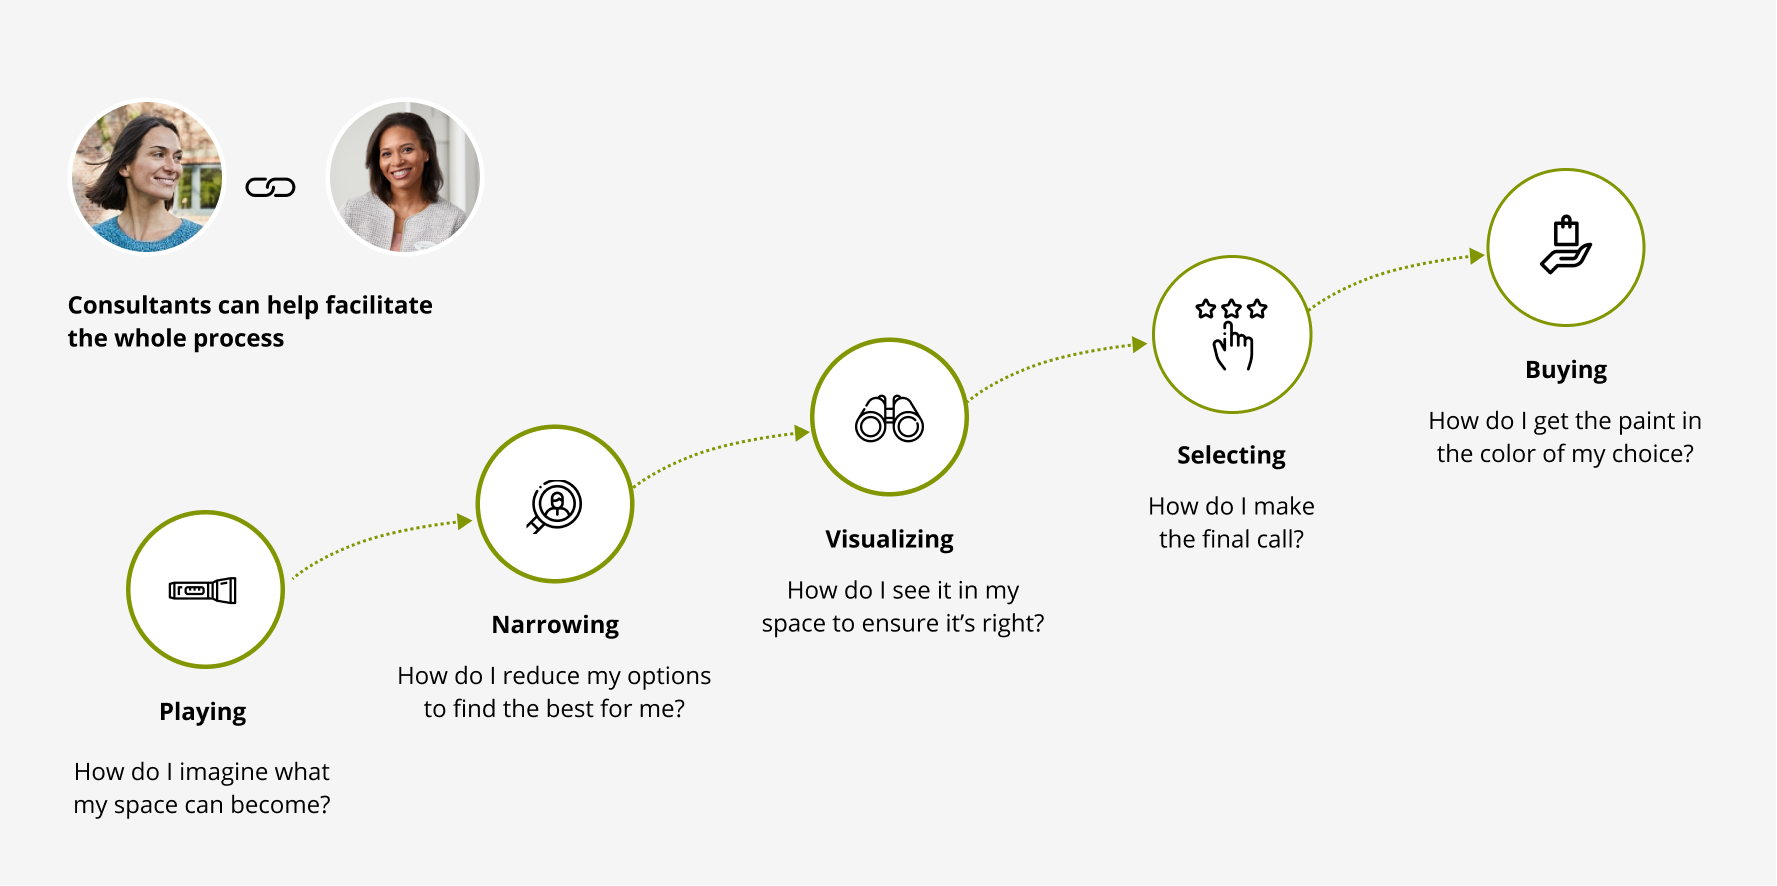 Consultants can help facilitate
the whole process
Playing
How do I imagine what
my space can become?
Narrowing
How do I reduce my options
to find the best for me?
Visualizing
How do I see it in my
space to ensure it’s right?
Selecting
How do I make
the final call?
Buying
How do I get the paint in
the color of my choice?